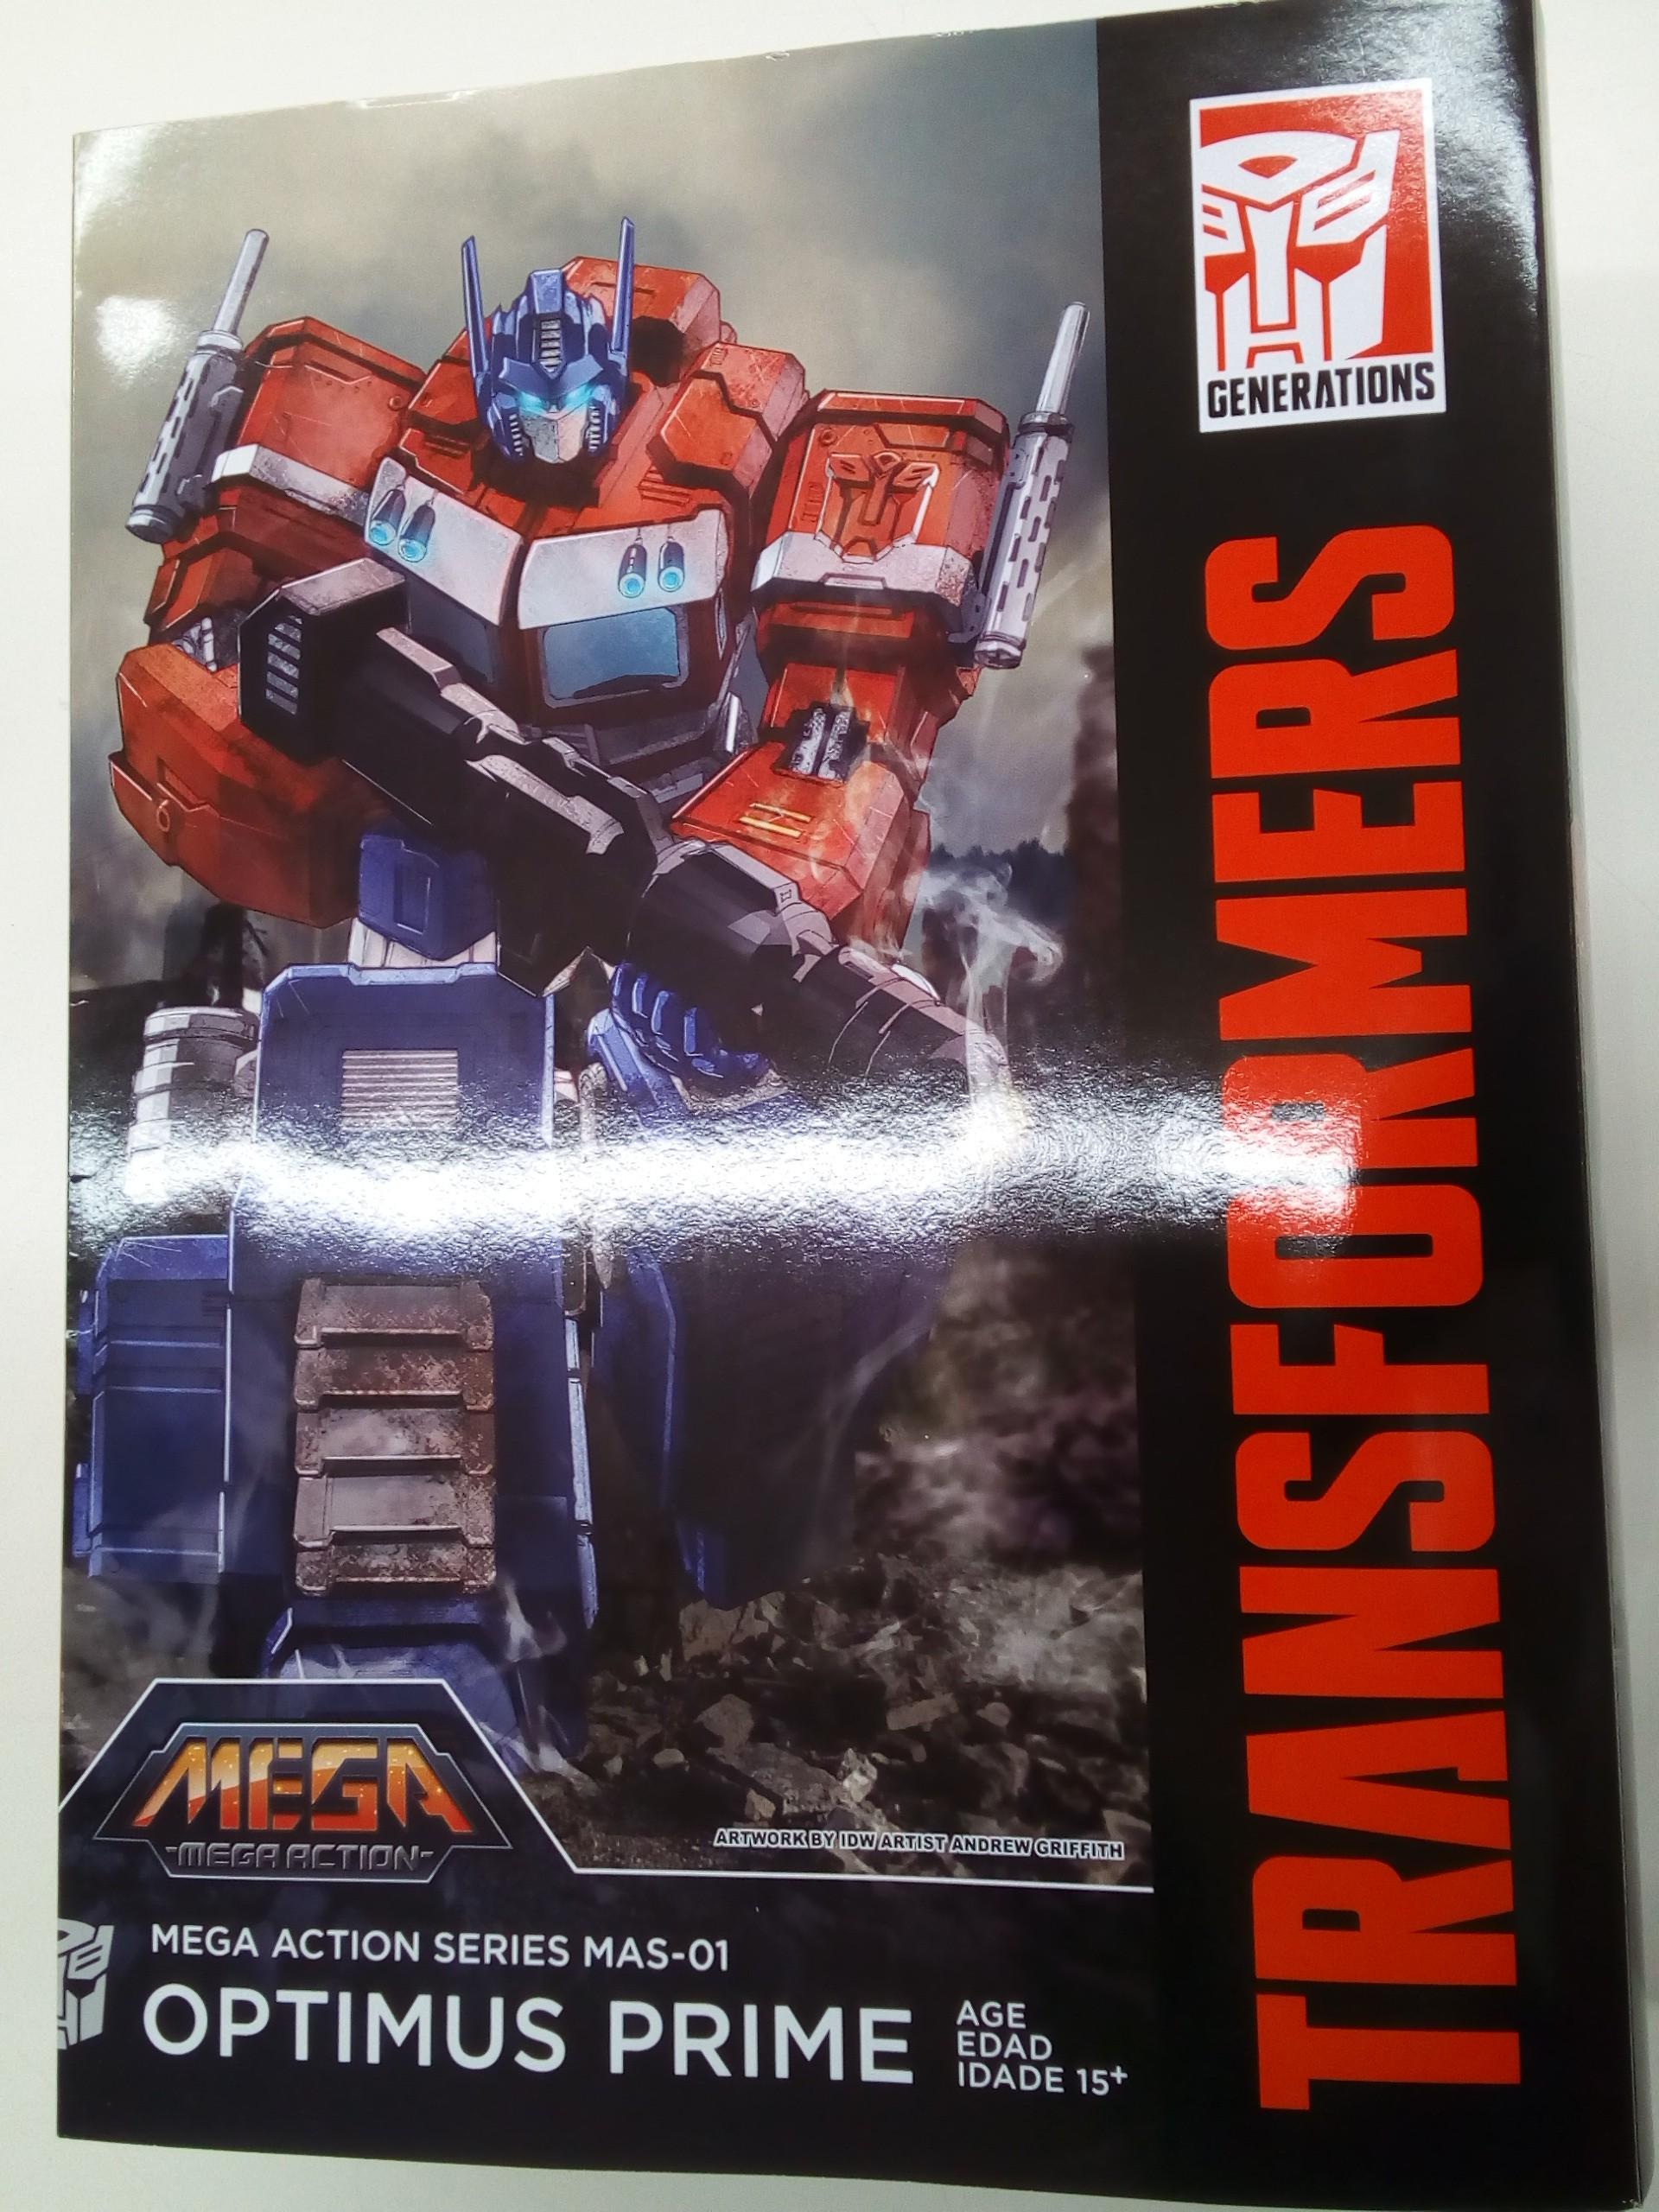 GENERATIONS
TRANSFORMERS
MEGA
-MEGA ACTION-
ARTWORK BY IDW ARTIST ANDREW GRIFFITH
MEGA ACTION SERIES MAS-01
OPTIMUS PRIME
AGE
EDAD
IDADE 15+